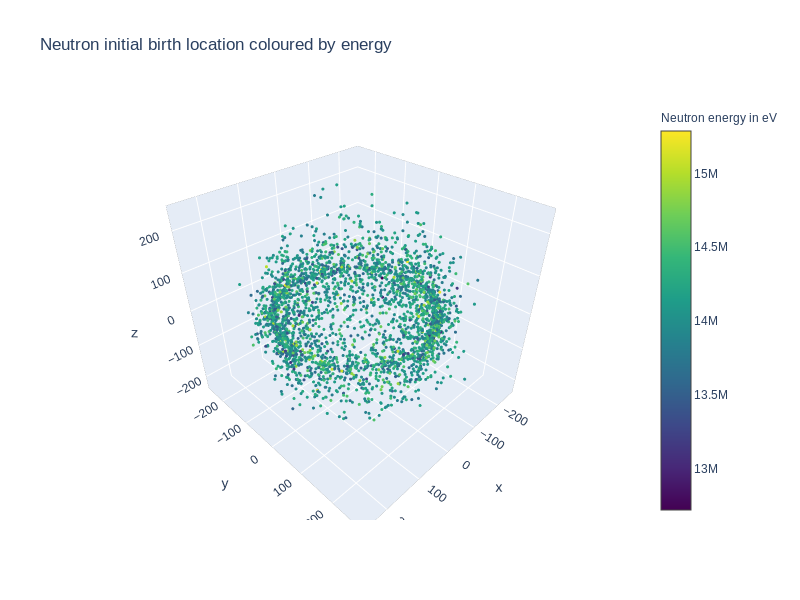 Neutron initial birth location coloured by energy
Neutron energy in eV
15M
14.5M
14M
13.5M
13M
200
100
0
−100
−200
z
−200
−100
0
100
y
−200
−100
0
100
x